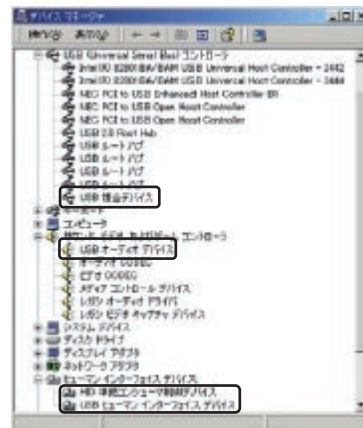 デバイス マネージャ
操作(A) 表示(V)
USB (Universal Serial Bus) コントローラ
Intel(R) 82801BA/BAM USB Universal Host Controller - 2442
Intel(R) 82801BA/BAM USB Universal Host Controller - 2444
NEC PCI to USB Enhanced Host Controller B1
NEC PCI to USB Open Host Controller
NEC PCI to USB Open Host Controller
USB 2.0 Root Hub
USB ルート ハブ
USB ルート ハブ
USB ルート ハブ
USB ルート ハブ
USB 複合デバイス
キーボード
コンピュータ
サウンド、ビデオ、およびゲーム コントローラ
USB オーディオ デバイス
オーディオ CODEC
ビデオ CODEC
メディア コントロール デバイス
レガシ オーディオ ドライバ
レガシ ビデオ キャプチャ デバイス
システム デバイス
ディスク ドライブ
ディスプレイ アダプタ
ネットワーク アダプタ
ヒューマン インターフェイス デバイス
HID 準拠コンシューマ制御デバイス
USB ヒューマン インターフェイス デバイス